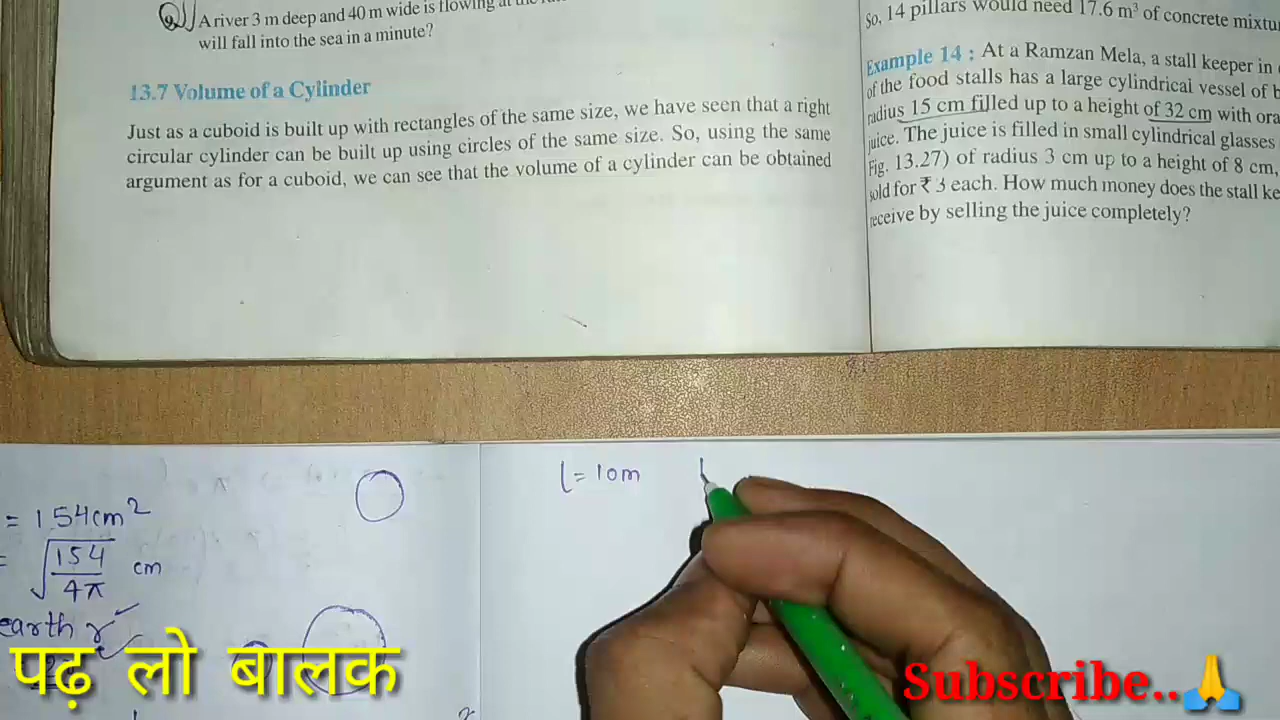 Q A river 3 m deep and 40 m wide is flowing at the
will fall into the sea in a minute?
13.7 Volume of a Cylinder
Just as a cuboid is built up with rectangles of the same size, we have seen that a right
circular cylinder can be built up using circles of the same size. So, using the same
argument as for a cuboid, we can see that the volume of a cylinder can be obtained
So, 14 pillars would need 17.6 m³ of concrete mixtu
Example 14 : At a Ramzan Mela, a stall keeper in
of the food stalls has a large cylindrical vessel of b
radius 15 cm filled up to a height of 32 cm with ora
juice. The juice is filled in small cylindrical glasses
Fig. 13.27) of radius 3 cm up to a height of 8 cm,
sold for ₹ 3 each. How much money does the stall ke
receive by selling the juice completely?
= 154cm²
= √154/4π cm
earth r
l = 10m
पढ़ लो बालक
Subscribe..🙏